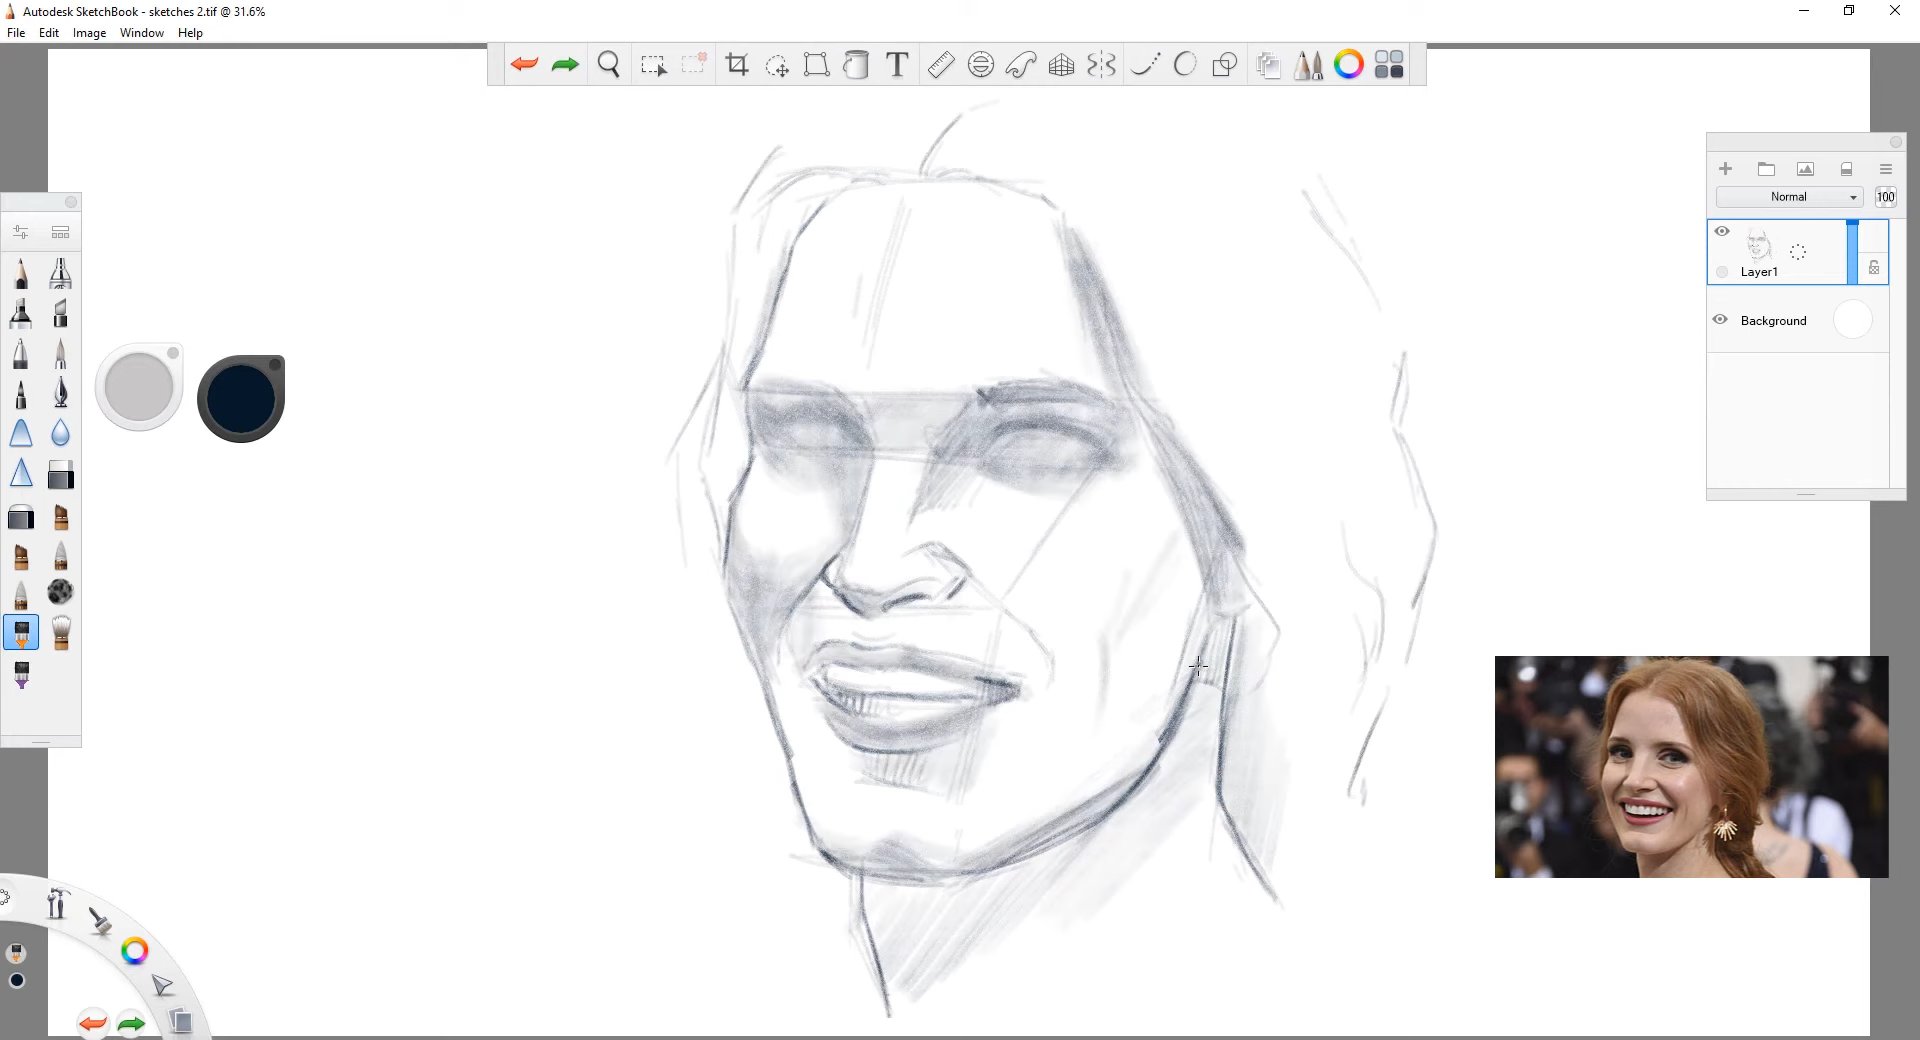 Autodesk SketchBook - sketches 2.tif @ 31.6%
File Edit Image Window Help
T
Normal 100
Layer1
Background